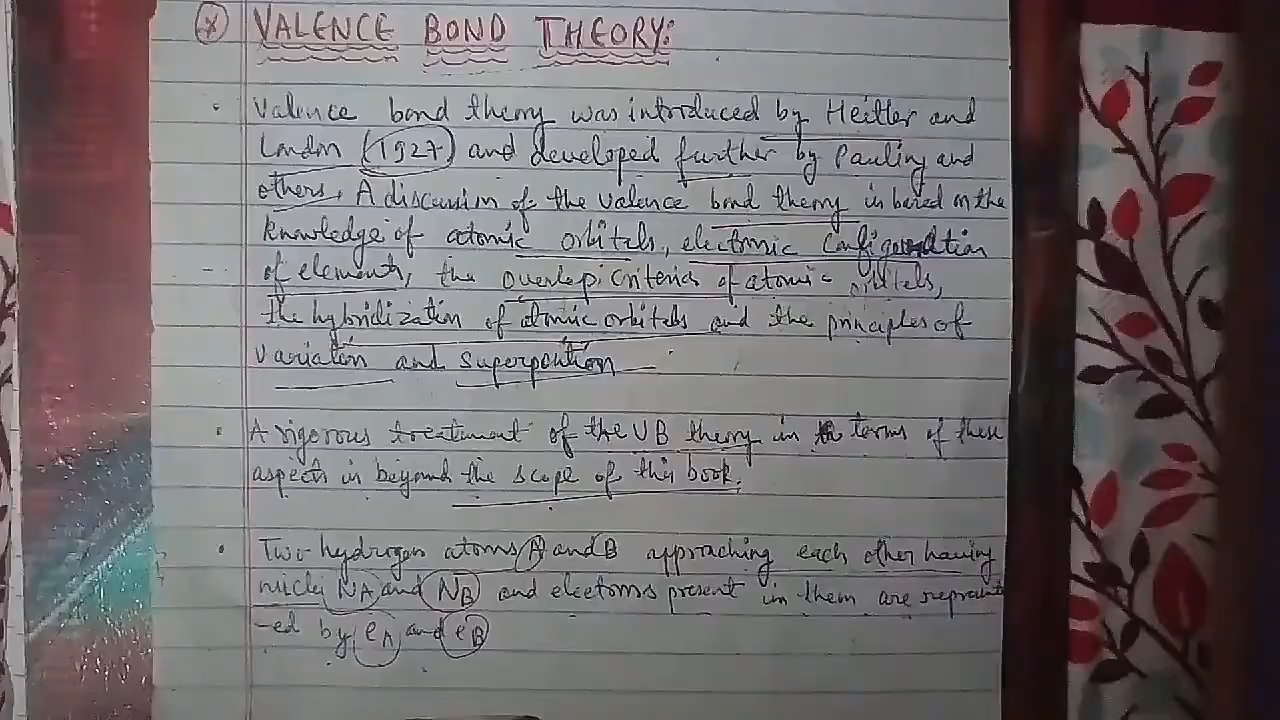 VALENCE BOND THEORY:
• Valence bond theory was introduced by Heitler and
London (1927) and developed further by Pauling and
others. A discussion of the valence bond theory is based on the
knowledge of atomic orbitals, electronic configuration
of elements, the overlap criteria of atomic orbitals,
the hybridization of atomic orbitals and the principles of
variation and superposition
• A rigorous treatment of the VB theory in terms of these
aspects is beyond the scope of this book.
• Two hydrogen atoms A and B approaching each other having
nuclei NA and NB and electrons present in them are represent
-ed by eA and eB